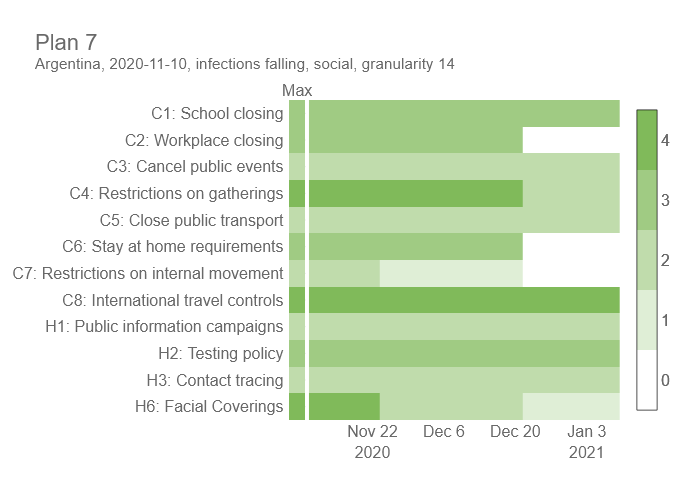 Plan 7
Argentina, 2020-11-10, infections falling, social, granularity 14
Max
C1: School closing
C2: Workplace closing
C3: Cancel public events
C4: Restrictions on gatherings
C5: Close public transport
C6: Stay at home requirements
C7: Restrictions on internal movement
C8: International travel controls
H1: Public information campaigns
H2: Testing policy
H3: Contact tracing
H6: Facial Coverings
Nov 22 Dec 6 Dec 20 Jan 3
2020 2021
4
3
2
1
0